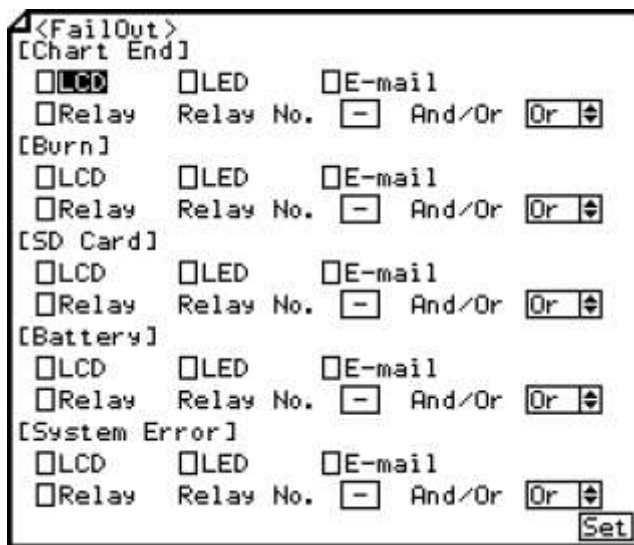 <FailOut>
[Chart End]
LCD LED E-mail
Relay Relay No. - And/Or Or
[Burn]
LCD LED E-mail
Relay Relay No. - And/Or Or
[SD Card]
LCD LED E-mail
Relay Relay No. - And/Or Or
[Battery]
LCD LED E-mail
Relay Relay No. - And/Or Or
[System Error]
LCD LED E-mail
Relay Relay No. - And/Or Or
Set